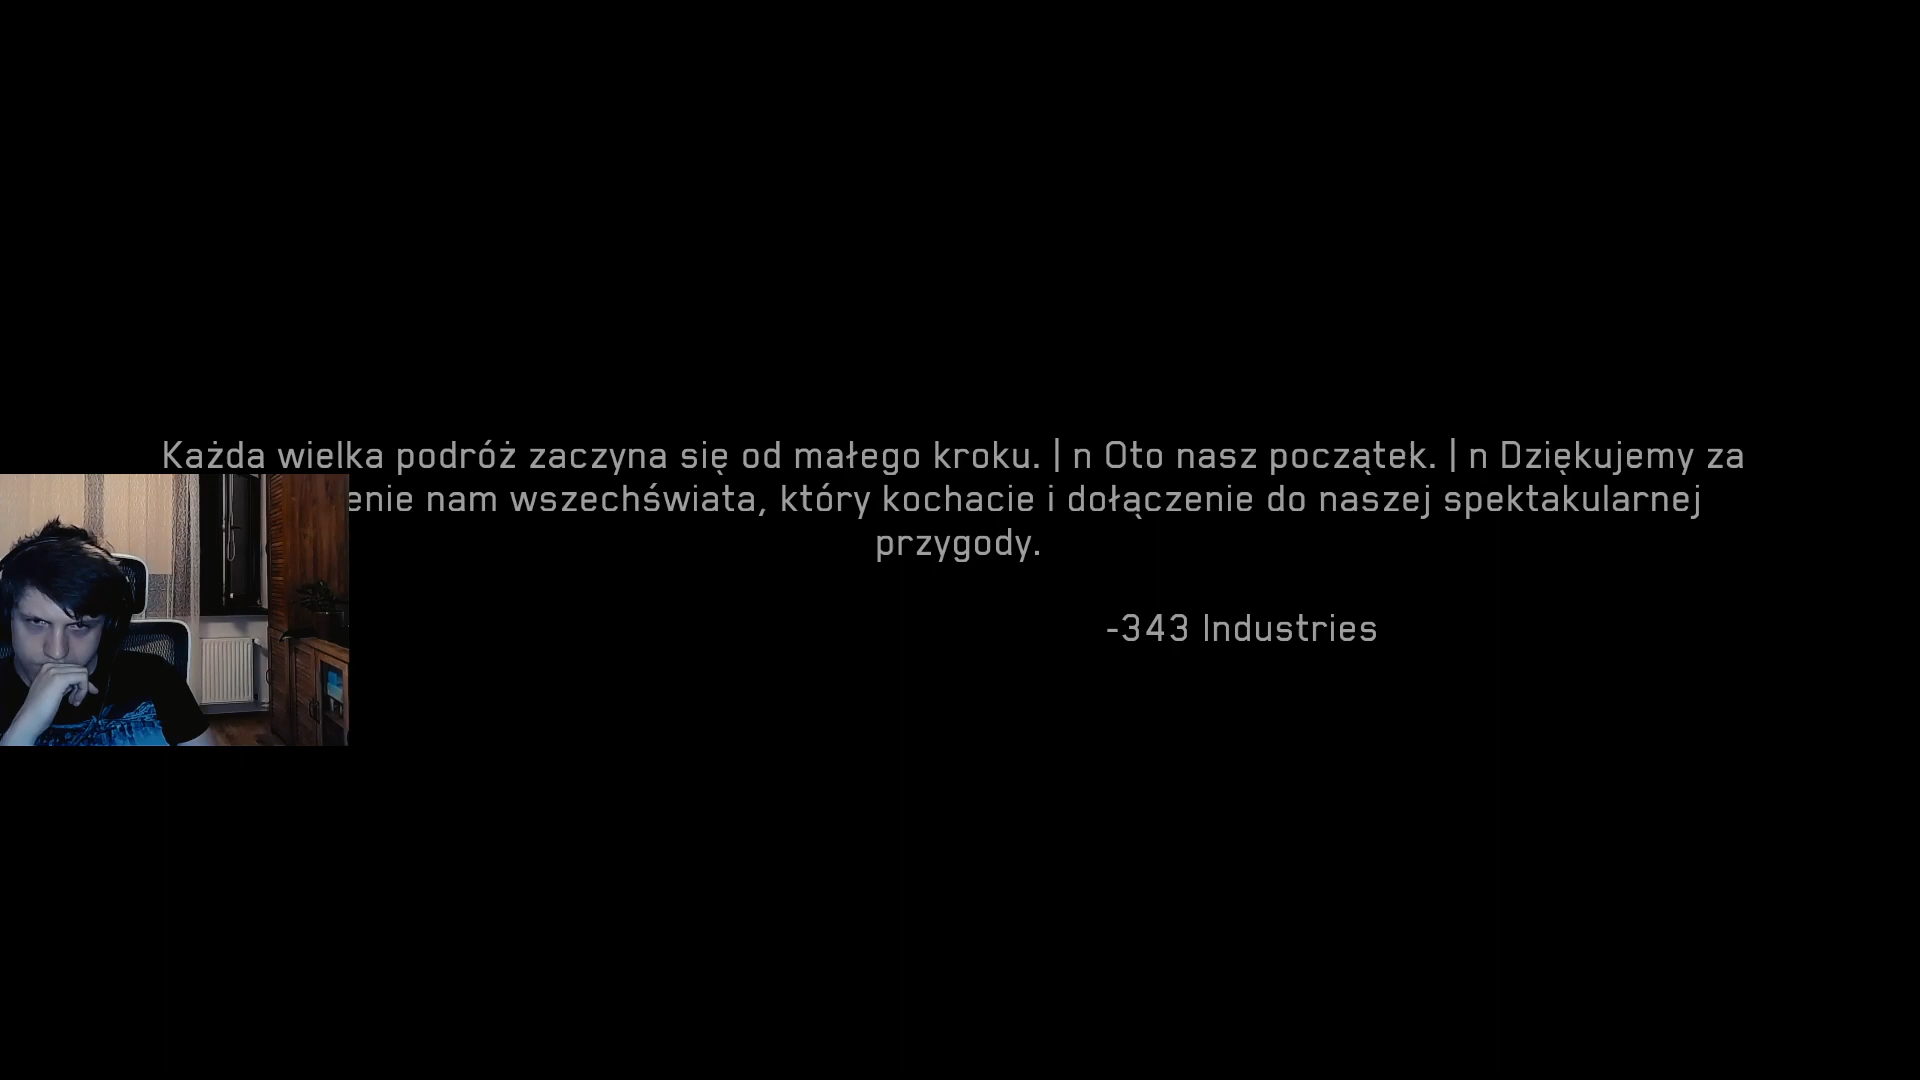 Każda wielka podróż zaczyna się od małego kroku. | n Oto nasz początek. | n Dziękujemy za
nam wszechświata, który kochacie i dołączenie do naszej spektakularnej
przygody.
-343 Industries